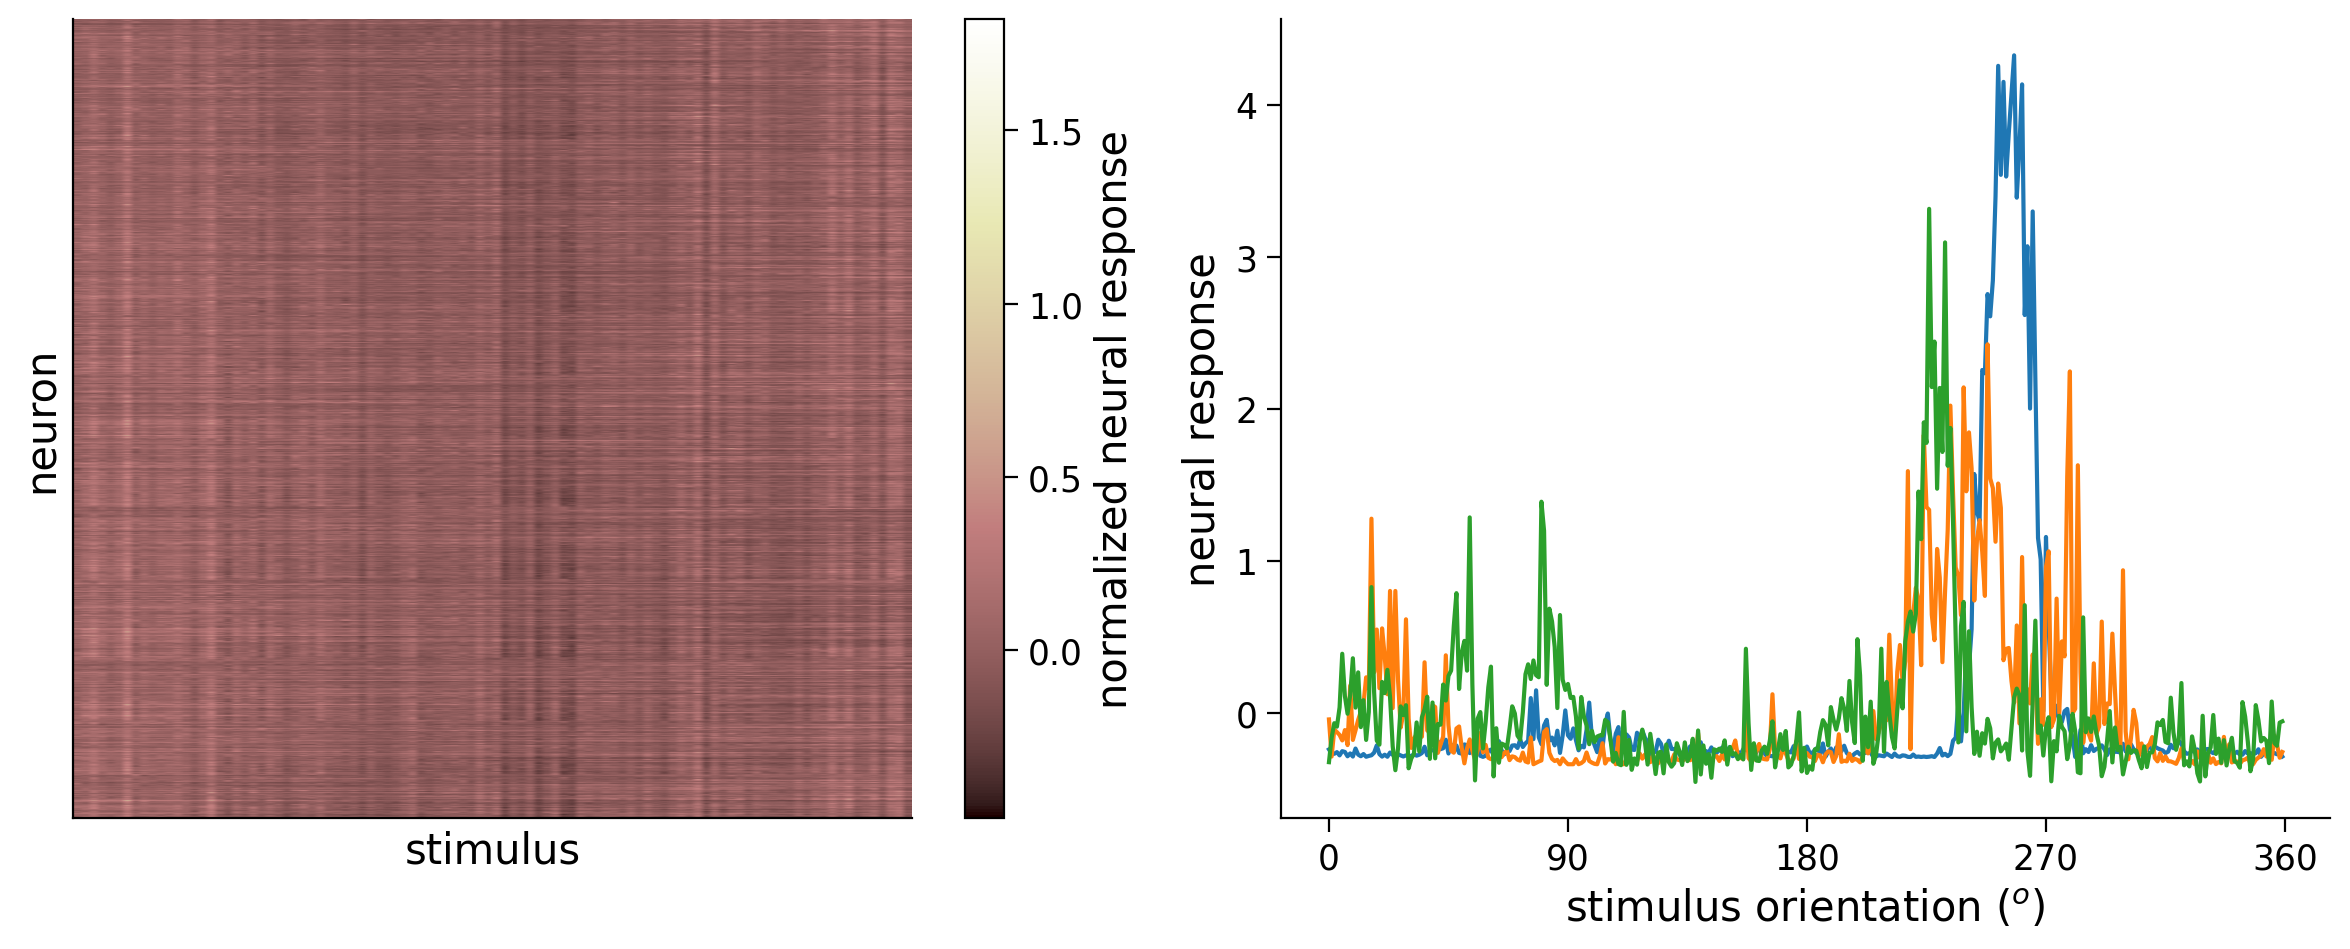 neuron
stimulus
1.5
1.0
0.5
0.0
normalized neural response
neural response
4
3
2
1
0
0 90 180 270 360
stimulus orientation (o)